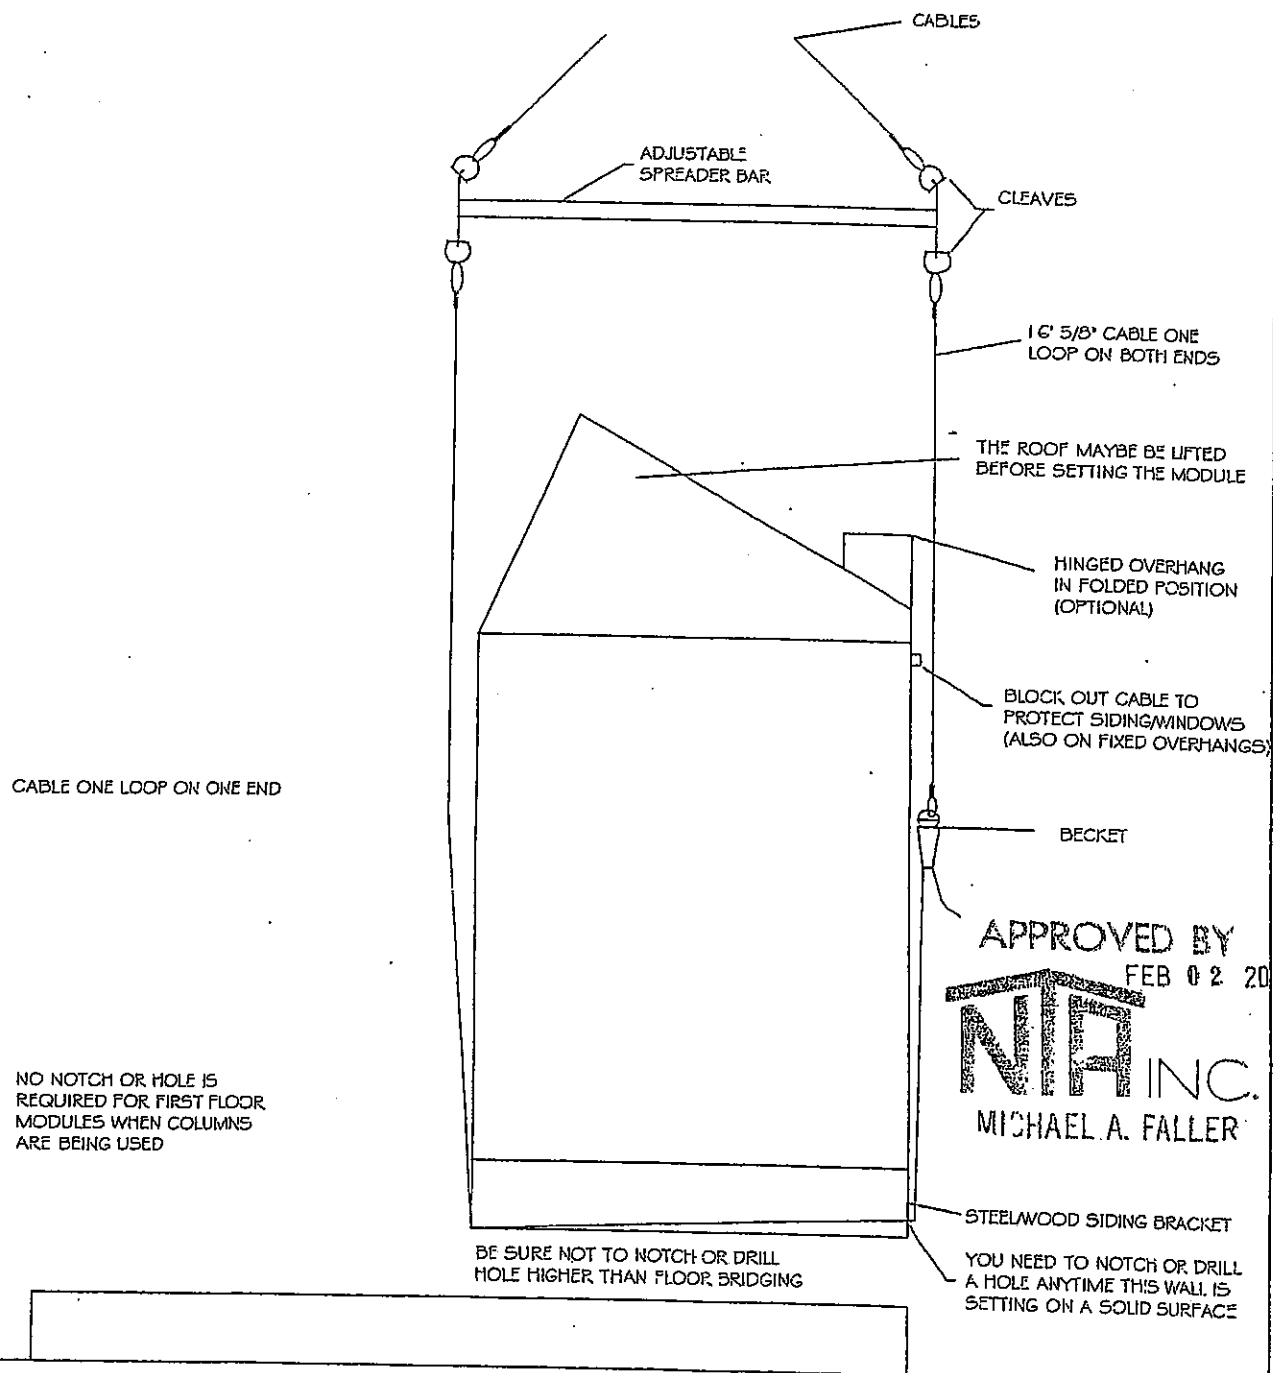 CABLES
ADJUSTABLE
SPREADER BAR
CLEAVES
16' 5/8" CABLE ONE
LOOP ON BOTH ENDS
THE ROOF MAYBE BE LIFTED
BEFORE SETTING THE MODULE
HINGED OVERHANG
IN FOLDED POSITION
(OPTIONAL)
BLOCK OUT CABLE TO
PROTECT SIDING/WINDOWS
(ALSO ON FIXED OVERHANGS)
CABLE ONE LOOP ON ONE END
BECKET
APPROVED BY
FEB 02 20
NTA INC.
MICHAEL A. FALLER
NO NOTCH OR HOLE IS
REQUIRED FOR FIRST FLOOR
MODULES WHEN COLUMNS
ARE BEING USED
STEEL/WOOD SIDING BRACKET
BE SURE NOT TO NOTCH OR DRILL
HOLE HIGHER THAN FLOOR BRIDGING
YOU NEED TO NOTCH OR DRILL
A HOLE ANYTIME THIS WALL IS
SETTING ON A SOLID SURFACE